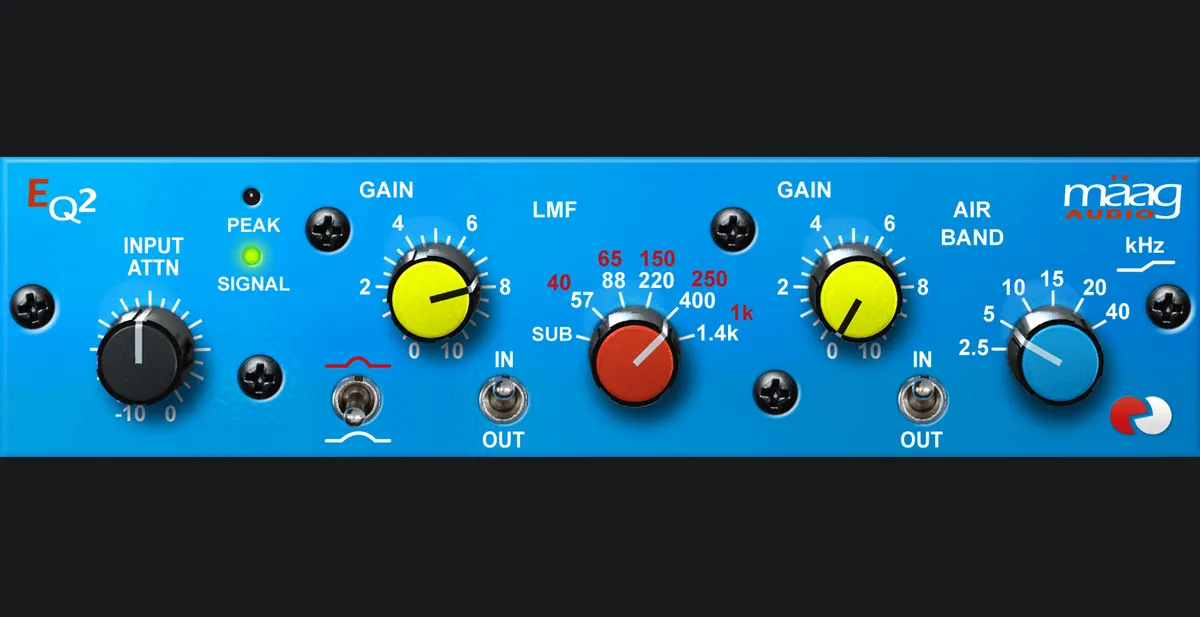 EQ2
INPUT
ATTN
-10 0
PEAK
SIGNAL
GAIN
4 6
2 8
0 10
IN
OUT
LMF
65 150
40 88 220 250
57 400
1k
SUB 1.4k
GAIN
4 6
2 8
0 10
IN
OUT
AIR
BAND
15
10 20
5 40
2.5
kHz
mäag
AUDIO